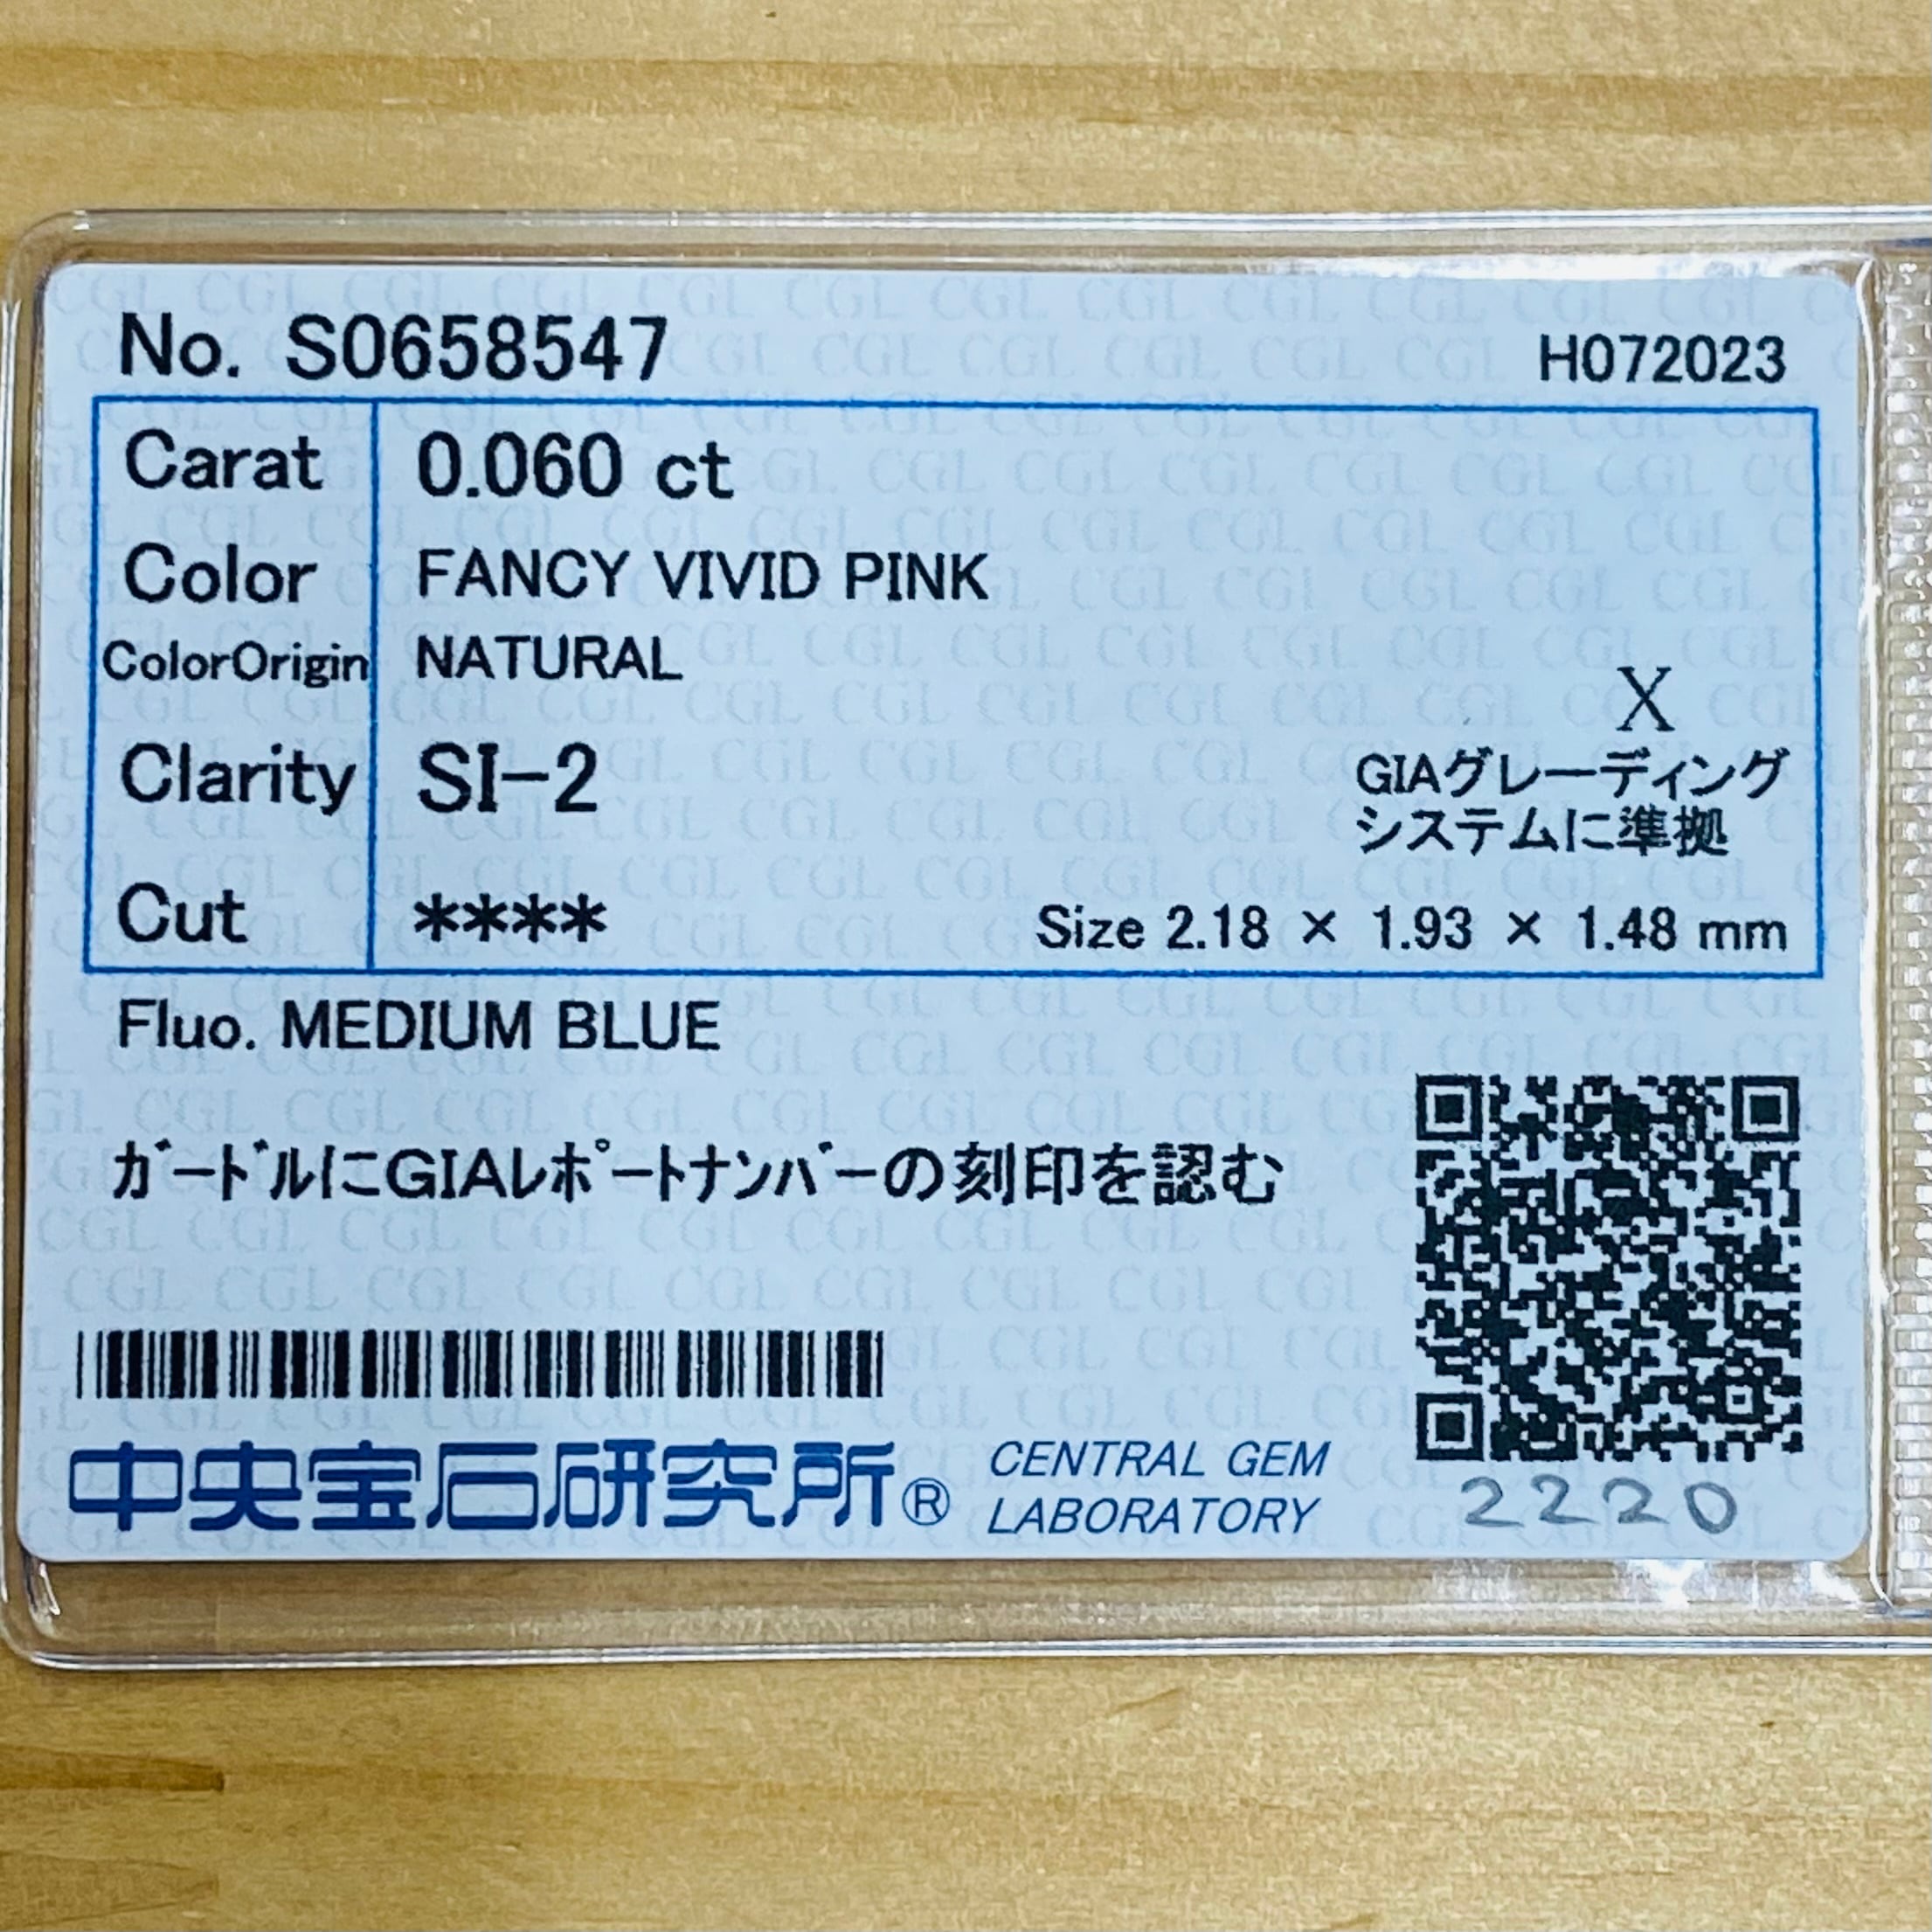 No. S0658547
H072023
Carat 0.060 ct
Color FANCY VIVID PINK
ColorOrigin NATURAL
X
Clarity SI-2
GIAグレーディング
システムに準拠
Cut ****
Size 2.18 × 1.93 × 1.48 mm
Fluo. MEDIUM BLUE
ｶﾞｰﾄﾞﾙにGIAﾚﾎﾟｰﾄﾅﾝﾊﾞｰの刻印を認む
中央宝石研究所®
CENTRAL GEM
LABORATORY
2220